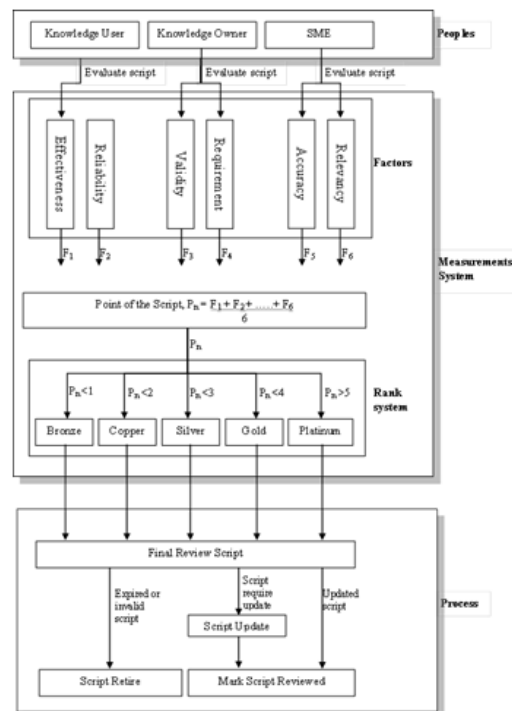 Knowledge User
Knowledge Owner
SME
Peoples
Evaluate script
Evaluate script
Evaluate script
Effectiveness
Reliability
Validity
Requirement
Accuracy
Relevancy
Factors
F1
F2
F3
F4
F5
F6
Measurements
System
Point of the Script, Pn = F1 + F2 + .....+ F6
6
Pn
Pn<1
Pn<2
Pn<3
Pn<4
Pn>5
Rank
system
Bronze
Copper
Silver
Gold
Platinum
Final Review Script
Expired or
invalid
script
Script
require
update
Updated
script
Process
Script Update
Script Retire
Mark Script Reviewed